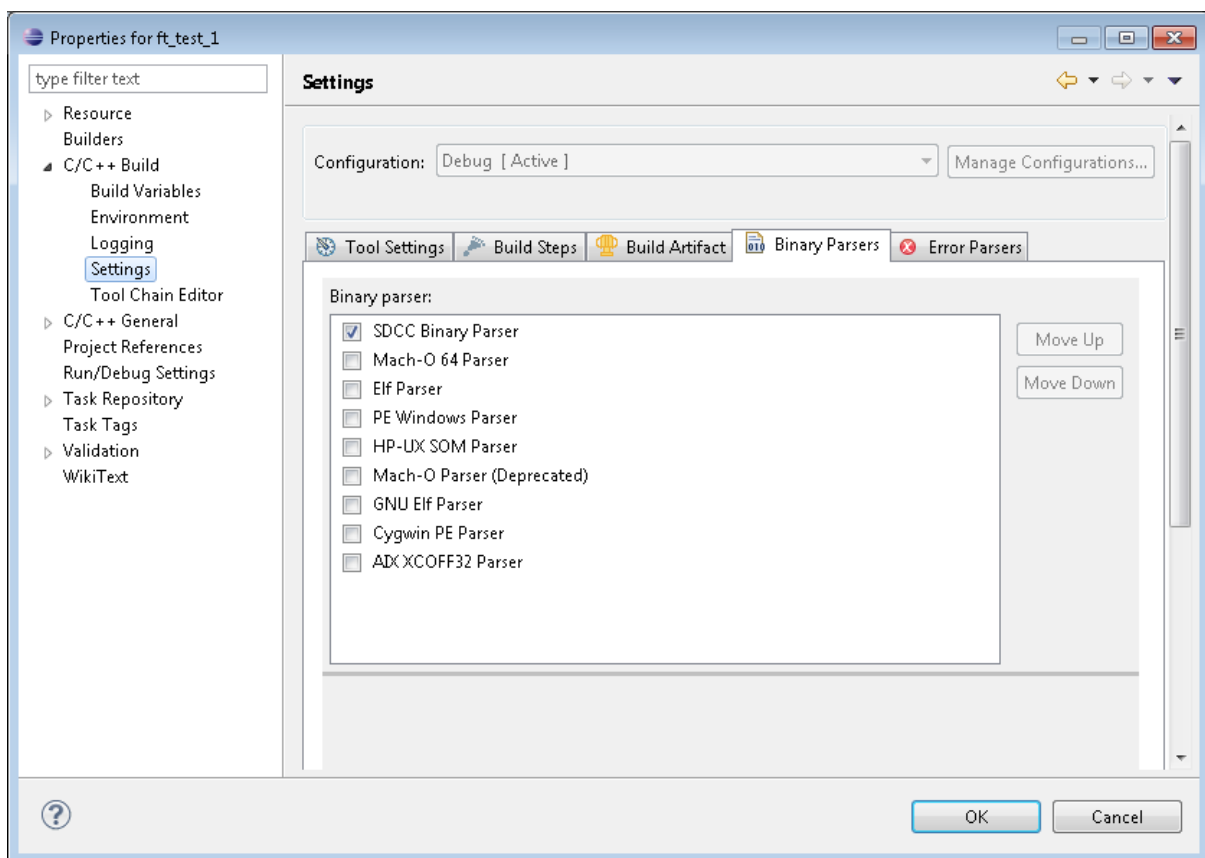 Properties for ft_test_1
type filter text
Resource
Builders
C/C++ Build
Build Variables
Environment
Logging
Settings
Tool Chain Editor
C/C++ General
Project References
Run/Debug Settings
Task Repository
Task Tags
Validation
WikiText
Settings
Configuration: Debug [ Active ] Manage Configurations...
Tool Settings Build Steps Build Artifact 010 Binary Parsers Error Parsers
Binary parser:
SDCC Binary Parser
Mach-O 64 Parser
Elf Parser
PE Windows Parser
HP-UX SOM Parser
Mach-O Parser (Deprecated)
GNU Elf Parser
Cygwin PE Parser
AIX XCOFF32 Parser
Move Up
Move Down
? OK Cancel